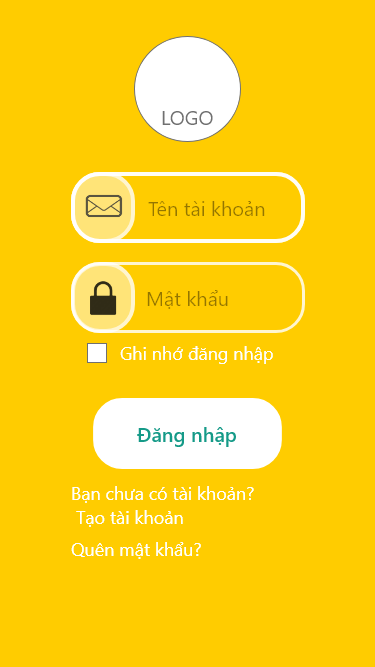 LOGO
Tên tài khoản
Mật khẩu
Ghi nhớ đăng nhập
Đăng nhập
Bạn chưa có tài khoản?
Tạo tài khoản
Quên mật khẩu?